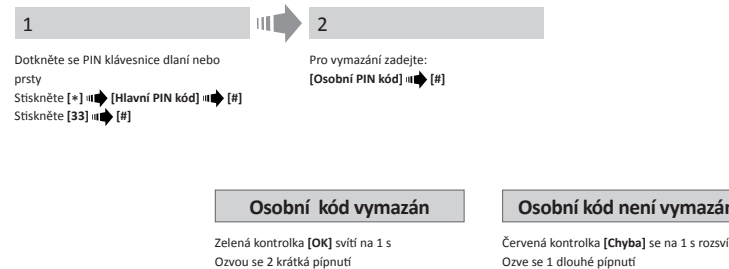 1
2
Dotkněte se PIN klávesnice dlaní nebo
prsty
Stiskněte [*] [Hlavní PIN kód] [#]
Stiskněte [33] [#]
Pro vymazání zadejte:
[Osobní PIN kód] [#]
Osobní kód vymazán
Zelená kontrolka [OK] svítí na 1 s
Ozvou se 2 krátká pípnutí
Osobní kód není vymazán
Červená kontrolka [Chyba] se na 1 s rozsví
Ozve se 1 dlouhé pípnutí